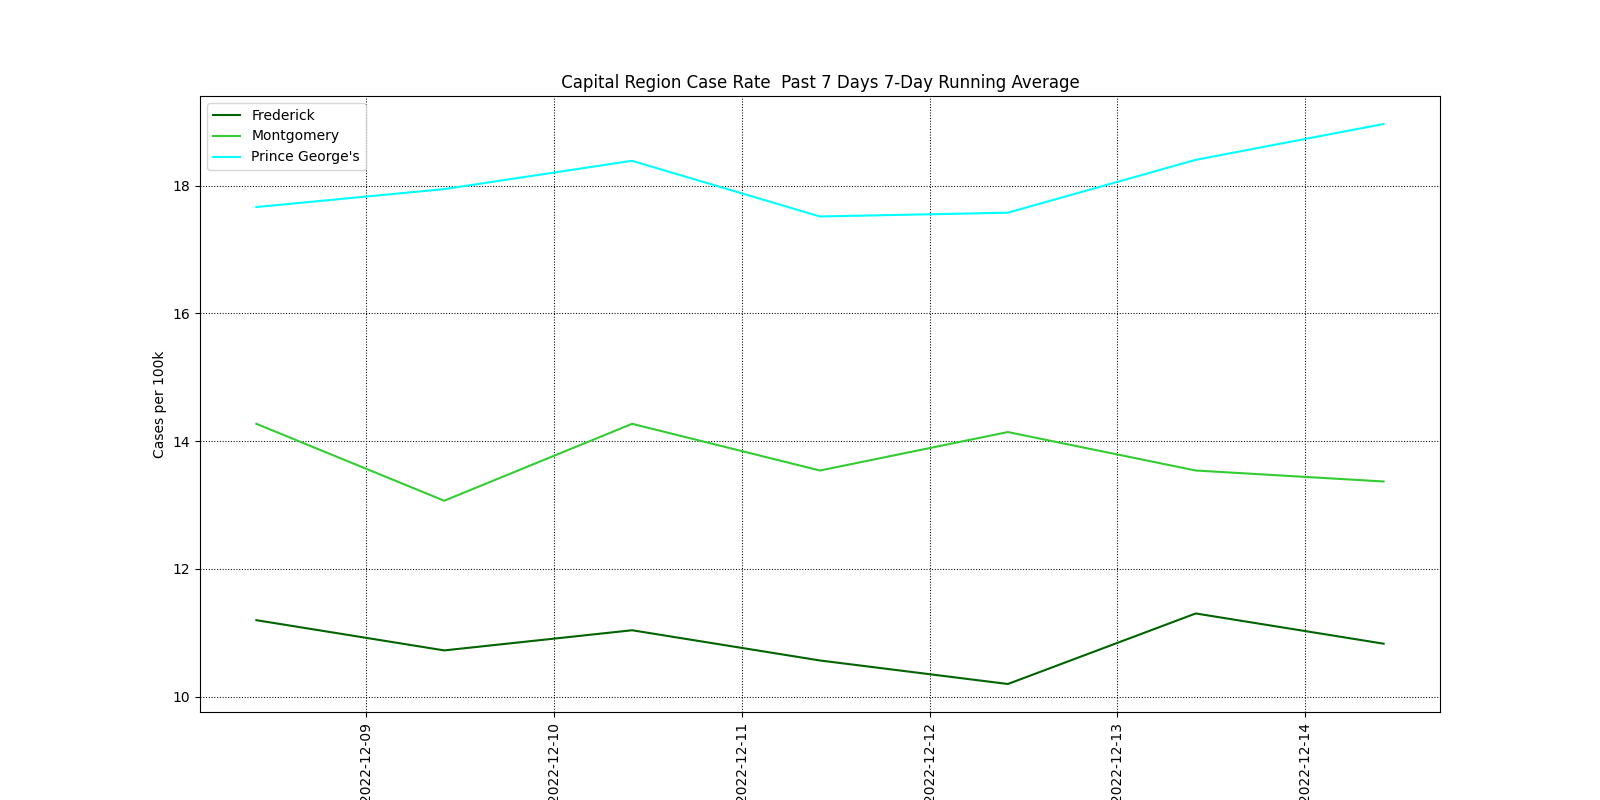 Capital Region Case Rate  Past 7 Days 7-Day Running Average
Frederick
Montgomery
Prince George's
18
16
14
12
10
Cases per 100k
2022-12-09
2022-12-10
2022-12-11
2022-12-12
2022-12-13
2022-12-14